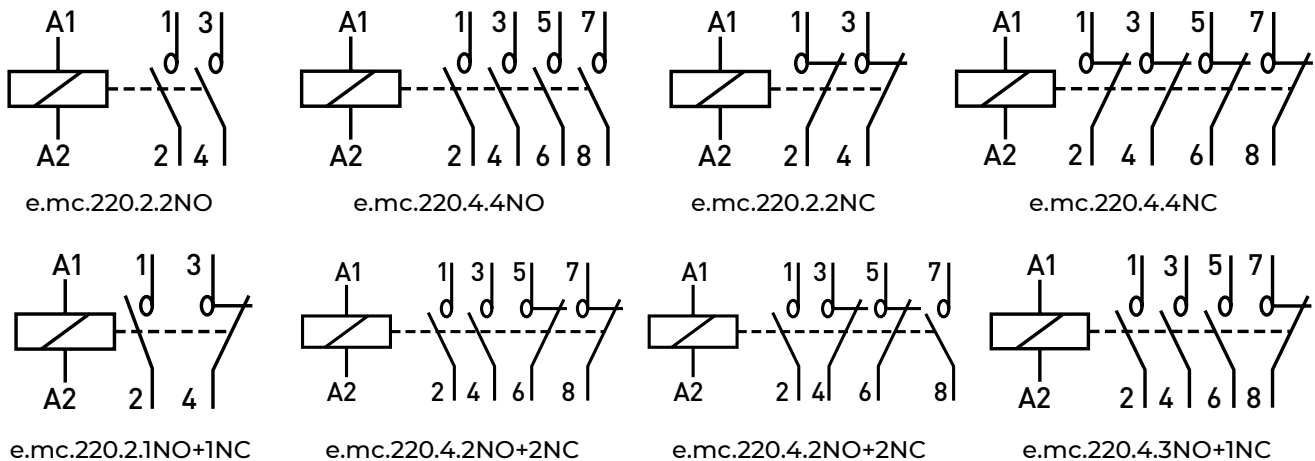 A1 1 3 A1 1 3 5 7 A1 1 3 A1 1 3 5 7
A2 2 4 A2 2 4 6 8 A2 2 4 A2 2 4 6 8
e.mc.220.2.2NO e.mc.220.4.4NO e.mc.220.2.2NC e.mc.220.4.4NC
A1 1 3 A1 1 3 5 7 A1 1 3 5 7 A1 1 3 5 7
A2 2 4 A2 2 4 6 8 A2 2 4 6 8 A2 2 4 6 8
e.mc.220.2.1NO+1NC e.mc.220.4.2NO+2NC e.mc.220.4.2NO+2NC e.mc.220.4.3NO+1NC